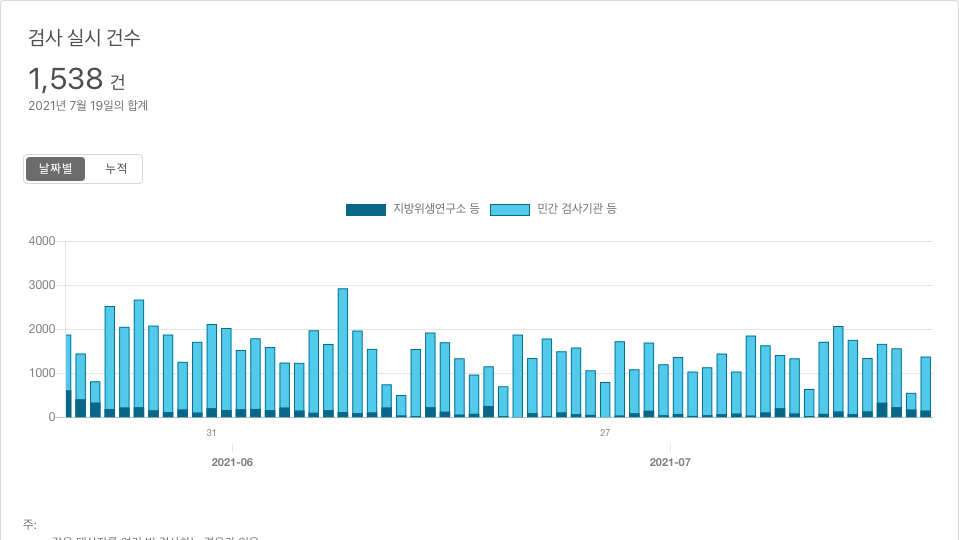 검사 실시 건수
1,538 건
2021년 7월 19일의 합계
날짜별 누적
지방위생연구소 등 민간 검사기관 등
4000
3000
2000
1000
0
31 27
2021-06 2021-07
주: